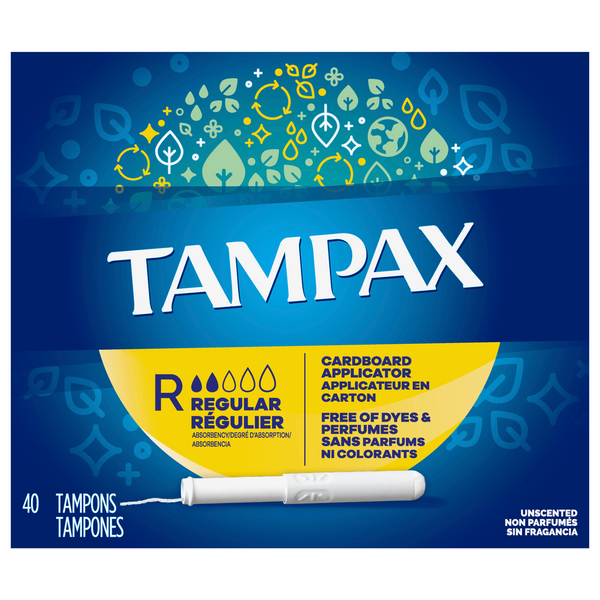 TAMPAX
R
REGULAR
RÉGULIER
ABSORBENCY/DEGRÉ D'ABSORPTION/
ABSORBENCIA
CARDBOARD
APPLICATOR
APPLICATEUR EN
CARTON
FREE OF DYES &
PERFUMES
SANS PARFUMS
NI COLORANTS
40 TAMPONS
TAMPONES
UNSCENTED
NON PARFUMÉS
SIN FRAGANCIA